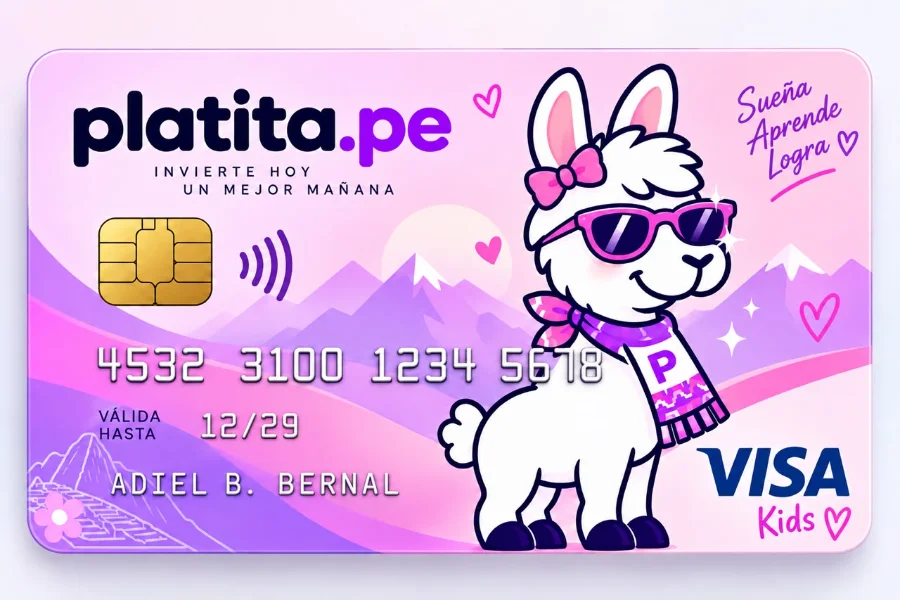 platita.pe
INVIERTE HOY
UN MEJOR MAÑANA
Sueña
Aprende
Logra
4532 3100 1234 5678
VÁLIDA
HASTA
12/29
ADIEL B. BERNAL
P
VISA
Kids